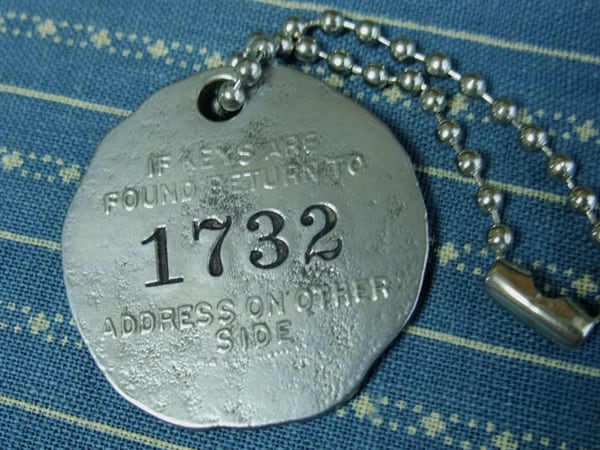 IF KEYS ARE
FOUND RETURN TO
1732
ADDRESS ON OTHER
SIDE